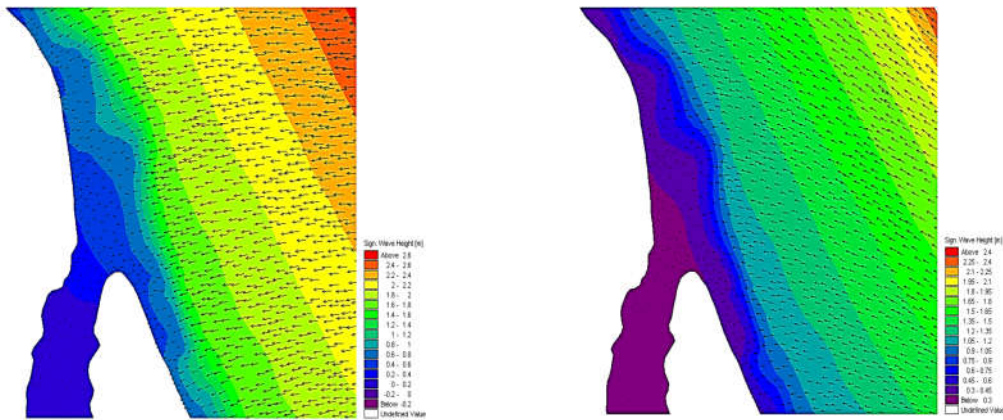 Sign. Wave Height [m]
Above 2.6
2.4 - 2.6
2.2 - 2.4
2 - 2.2
1.8 - 2
1.6 - 1.8
1.4 - 1.6
1.2 - 1.4
1 - 1.2
0.8 - 1
0.6 - 0.8
0.4 - 0.6
0.2 - 0.4
0 - 0.2
-0.2 - 0
Below -0.2
Undefined Value
Sign. Wave Height [m]
Above 2.4
2.25 - 2.4
2.1 - 2.25
1.95 - 2.1
1.8 - 1.95
1.65 - 1.8
1.5 - 1.65
1.35 - 1.5
1.2 - 1.35
1.05 - 1.2
0.9 - 1.05
0.75 - 0.9
0.6 - 0.75
0.45 - 0.6
0.3 - 0.45
Below 0.3
Undefined Value